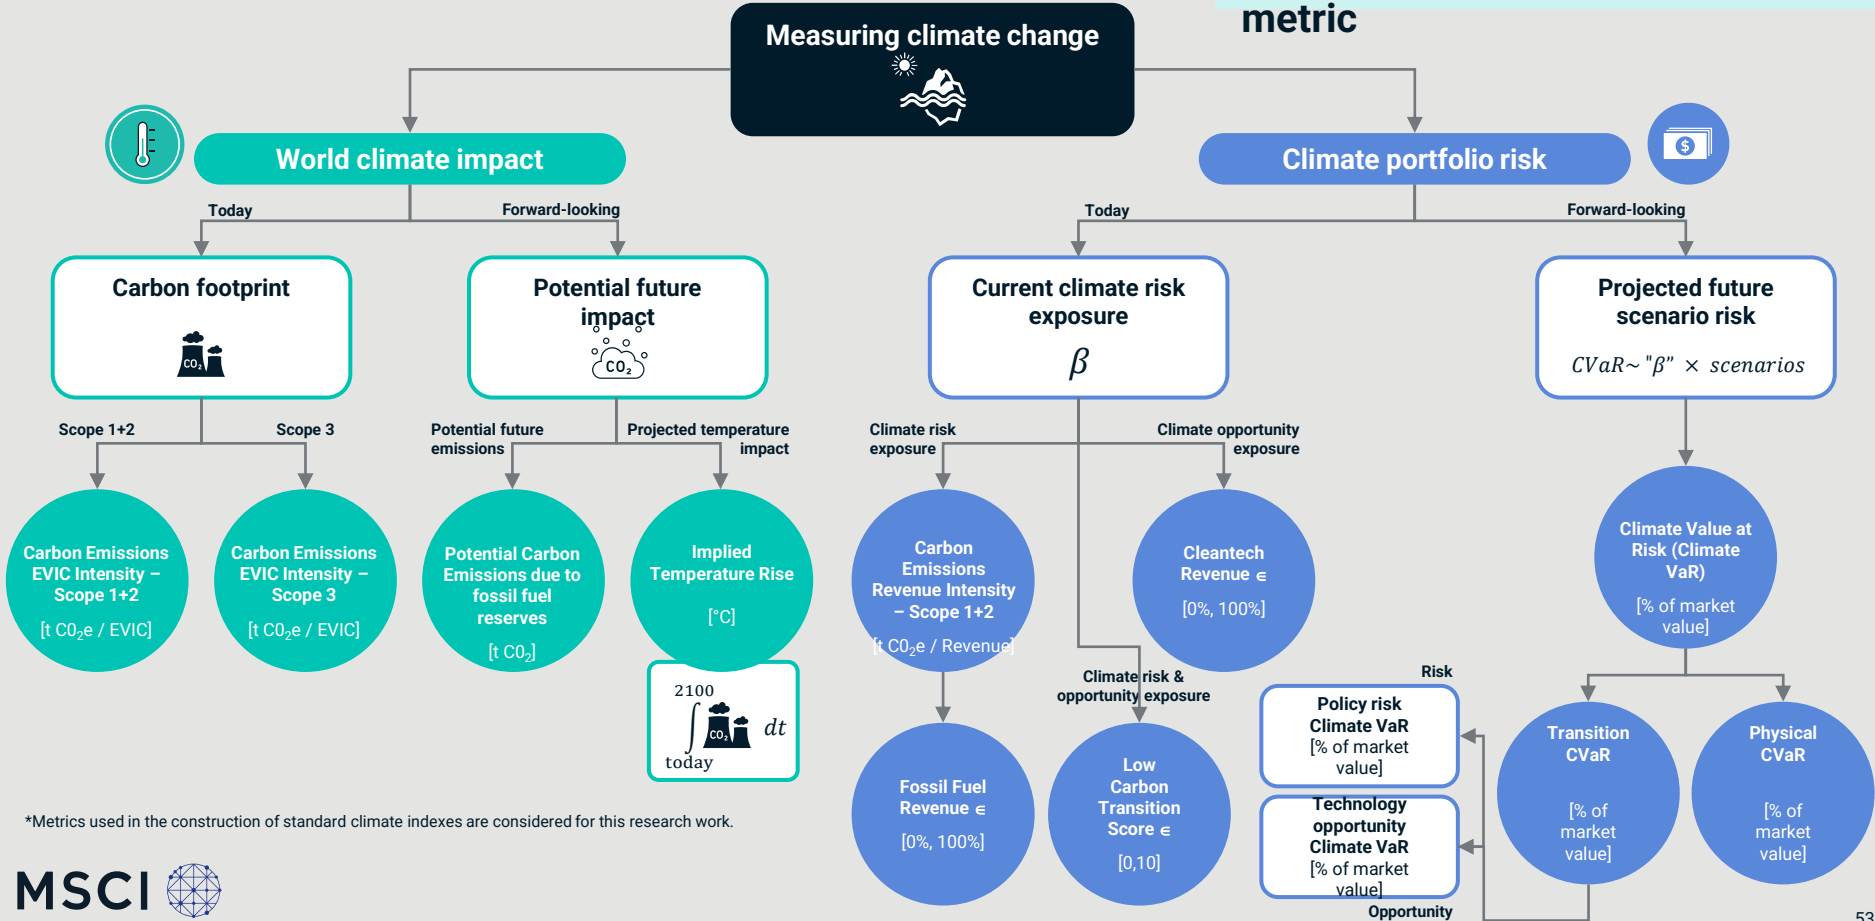 metric
Measuring climate change
World climate impact
Climate portfolio risk
$
Today
Forward-looking
Today
Forward-looking
Carbon footprint
CO₂
Potential future
impact
CO₂
Current climate risk
exposure
β
Projected future
scenario risk
CVaR~ "β" × scenarios
Scope 1+2
Scope 3
Potential future
emissions
Projected temperature
impact
Climate risk
exposure
Climate opportunity
exposure
Carbon Emissions
EVIC Intensity –
Scope 1+2
[t C0₂e / EVIC]
Carbon Emissions
EVIC Intensity –
Scope 3
[t C0₂e / EVIC]
Potential Carbon
Emissions due to
fossil fuel
reserves
[t C0₂]
Implied
Temperature Rise
[°C]
2100
∫ CO₂ dt
today
Carbon
Emissions
Revenue Intensity
– Scope 1+2
[t C0₂e / Revenue]
Cleantech
Revenue ∈
[0%, 100%]
Climate Value at
Risk (Climate
VaR)
[% of market
value]
Climate risk &
opportunity exposure
Fossil Fuel
Revenue ∈
[0%, 100%]
Low
Carbon
Transition
Score ∈
[0,10]
Risk
Policy risk
Climate VaR
[% of market
value]
Technology
opportunity
Climate VaR
[% of market
value]
Opportunity
Transition
CVaR
[% of
market
value]
Physical
CVaR
[% of
market
value]
*Metrics used in the construction of standard climate indexes are considered for this research work.
MSCI
53